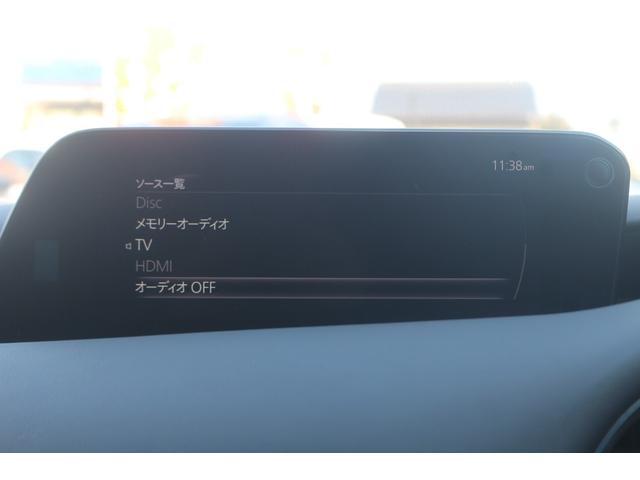 11:38am
ソース一覧
Disc
メモリーオーディオ
TV
HDMI
オーディオ OFF